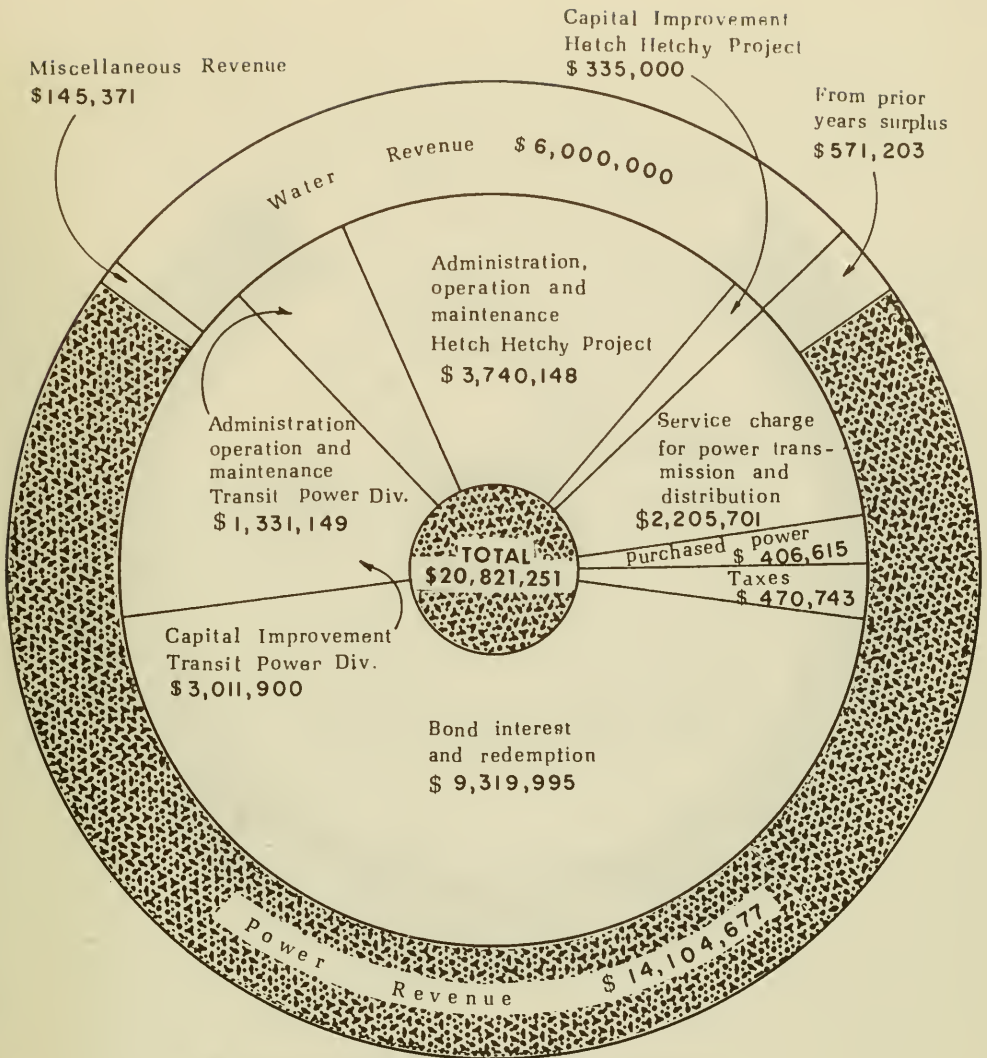 Capital Improvement
Hetch Hetchy Project
$ 335,000
Miscellaneous Revenue
$145,371
From prior
years surplus
$571,203
Water Revenue $6,000,000
Administration,
operation and
maintenance
Hetch Hetchy Project
$ 3,740,148
Administration
operation and
maintenance
Transit Power Div.
$ 1,331,149
Service charge
for power trans-
mission and
distribution
$2,205,701
Purchased power
$ 406,615
Taxes
$ 470,743
TOTAL
$20,821,251
Capital Improvement
Transit Power Div.
$3,011,900
Bond interest
and redemption
$ 9,319,995
Power Revenue $ 14,104,677